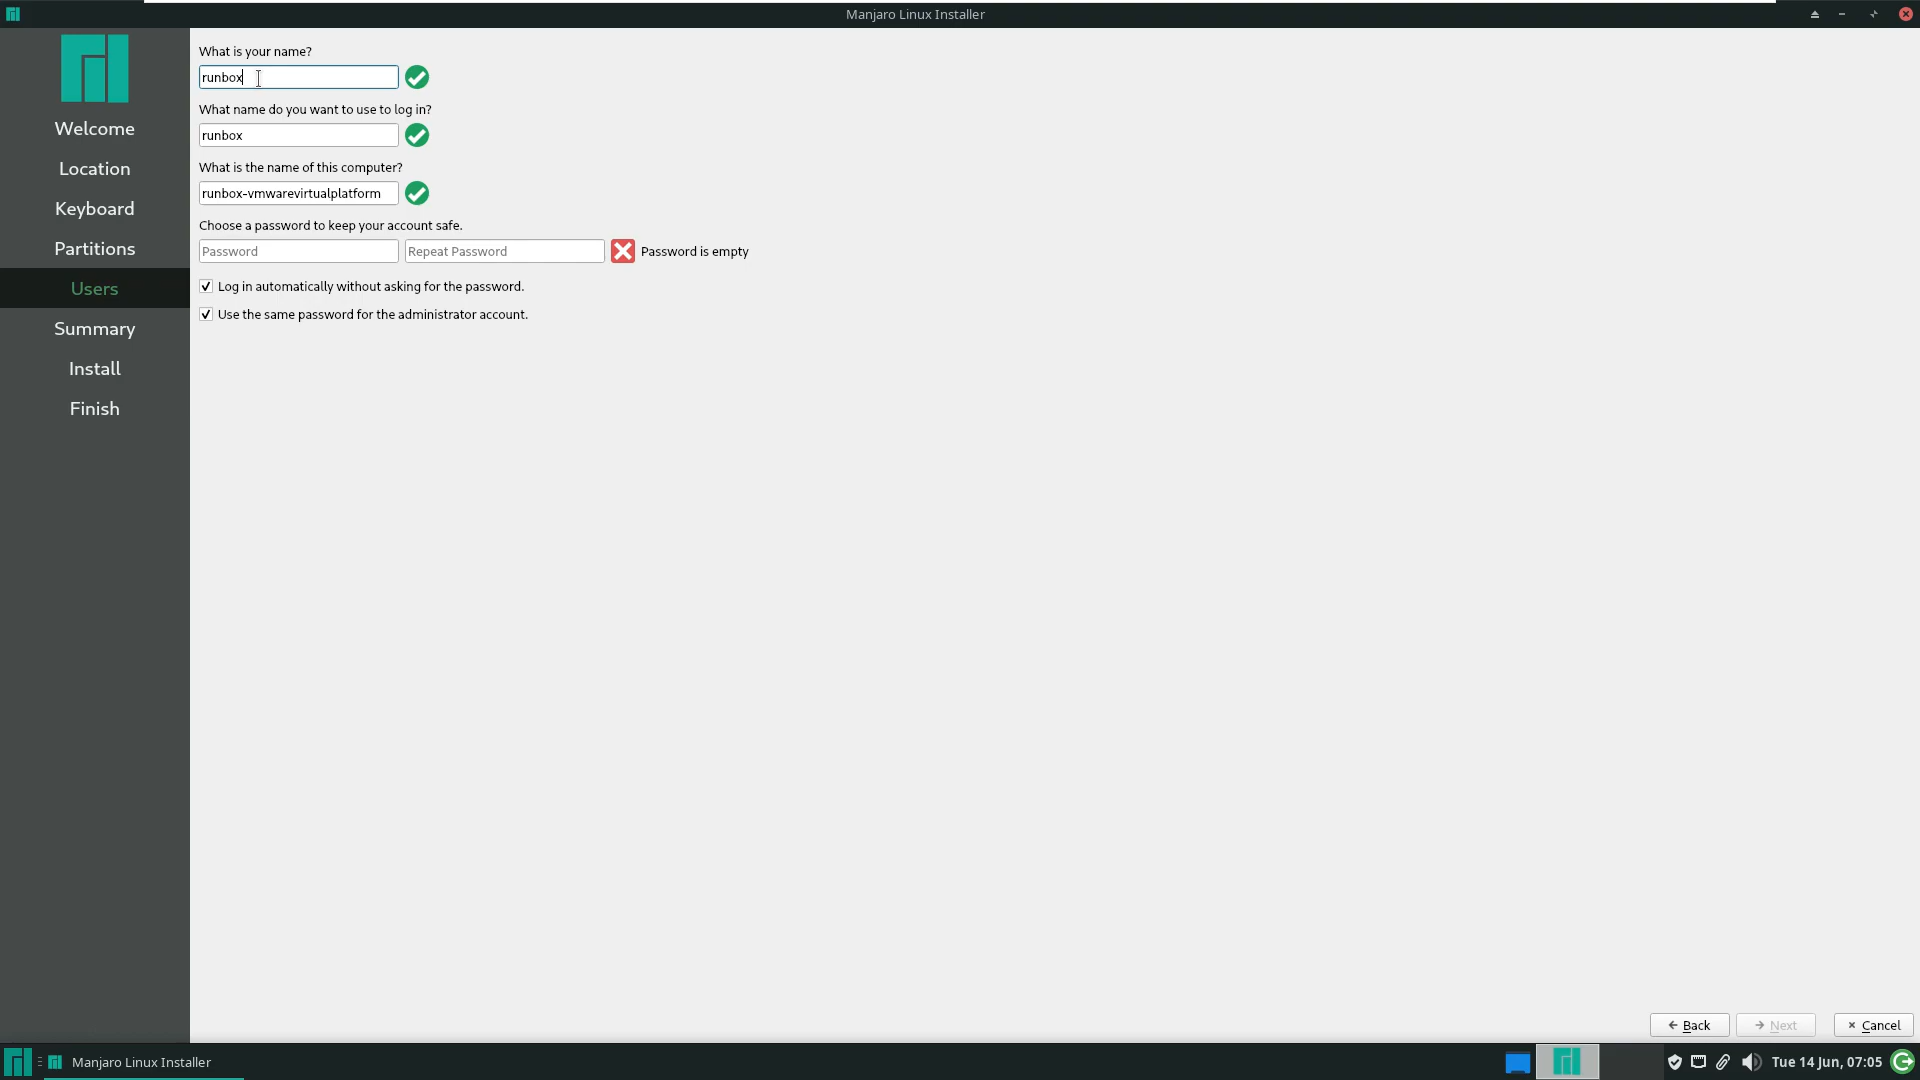 Manjaro Linux Installer
Welcome
Location
Keyboard
Partitions
Users
Summary
Install
Finish
What is your name?
runbox
What name do you want to use to log in?
runbox
What is the name of this computer?
runbox-vmwarevirtualplatform
Choose a password to keep your account safe.
Password Repeat Password Password is empty
Log in automatically without asking for the password.
Use the same password for the administrator account.
Back Next Cancel
Manjaro Linux Installer Tue 14 Jun, 07:05